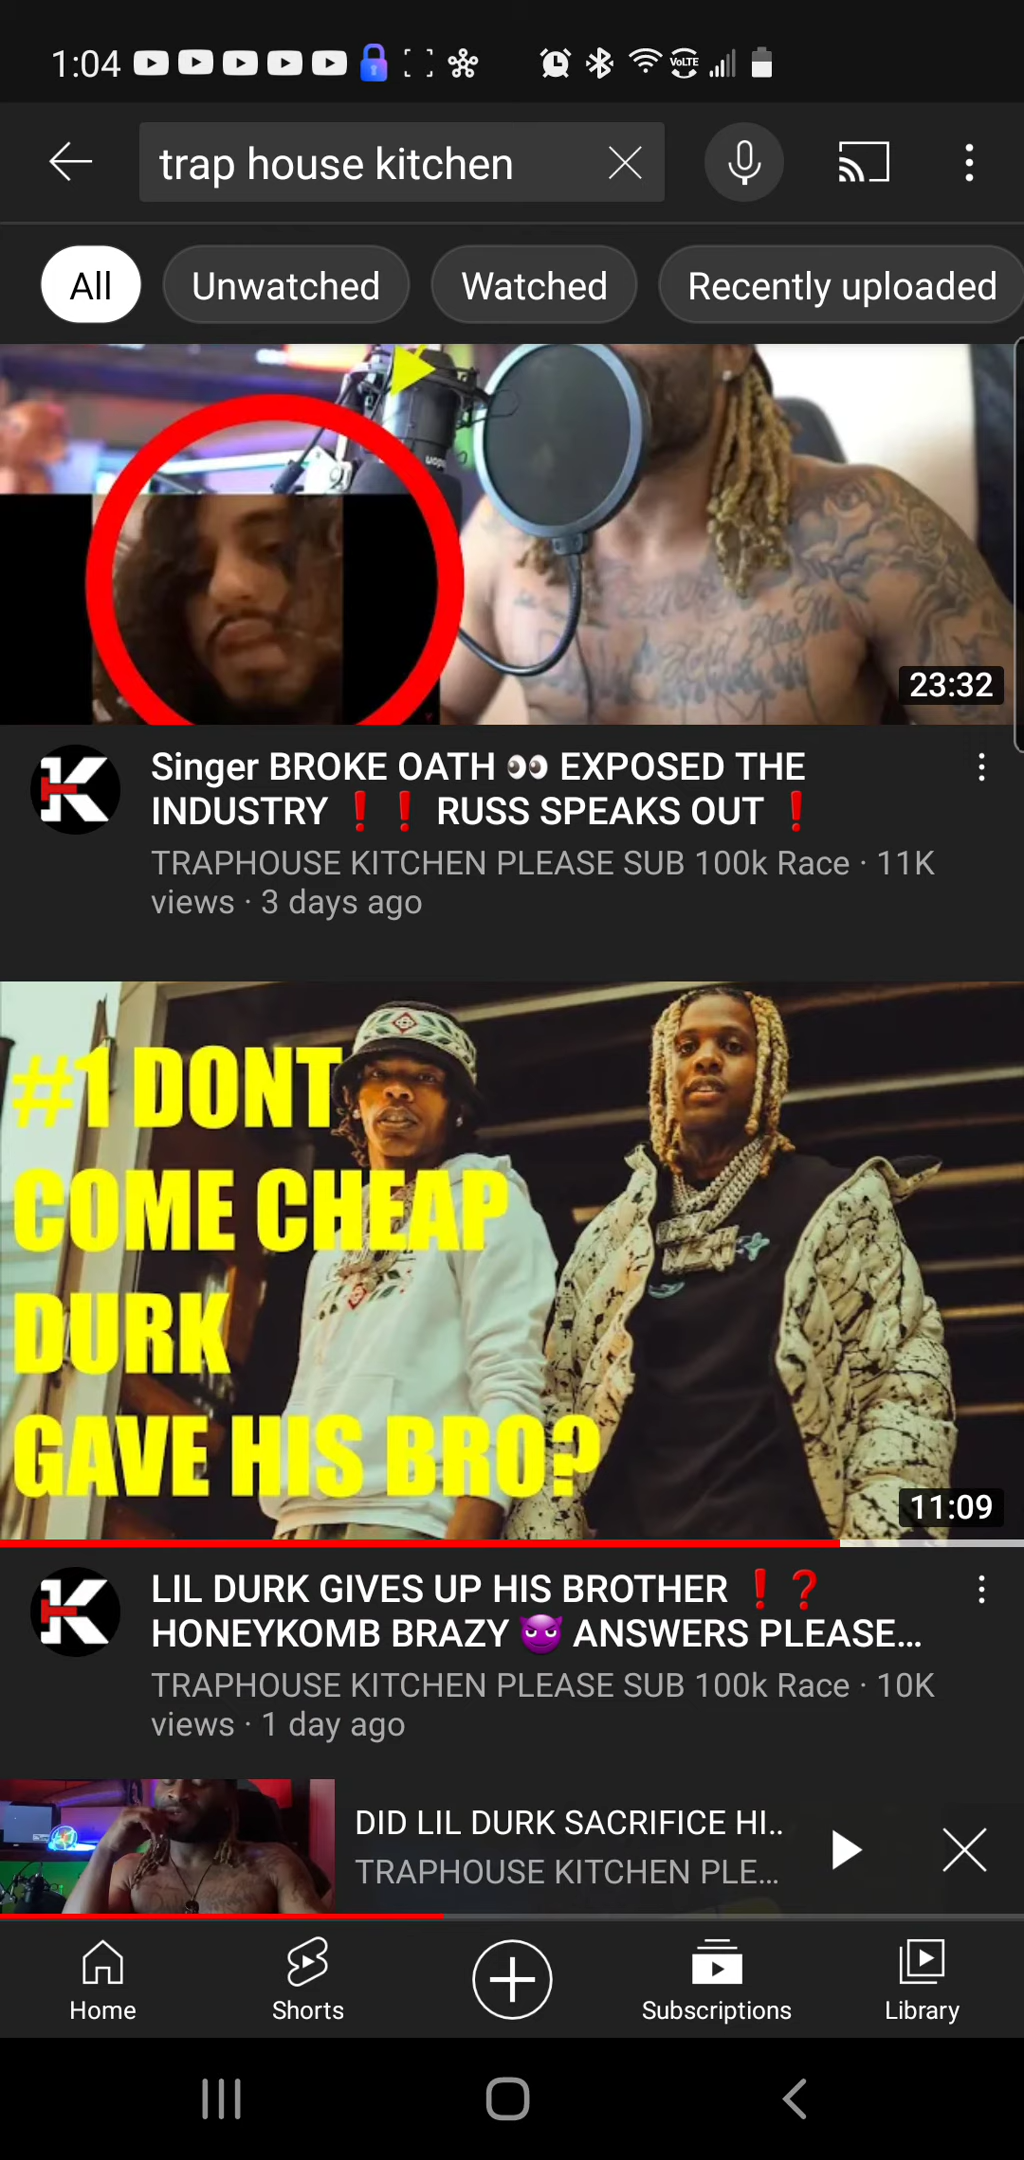 1:04
VoLTE
trap house kitchen
All Unwatched Watched Recently uploaded
23:32
Singer BROKE OATH 👀 EXPOSED THE
INDUSTRY ❗❗ RUSS SPEAKS OUT ❗
TRAPHOUSE KITCHEN PLEASE SUB 100k Race · 11K
views · 3 days ago
#1 DONT
COME CHEAP
DURK
GAVE HIS BRO?
11:09
LIL DURK GIVES UP HIS BROTHER ❗❓
HONEYKOMB BRAZY 😈 ANSWERS PLEASE...
TRAPHOUSE KITCHEN PLEASE SUB 100k Race · 10K
views · 1 day ago
DID LIL DURK SACRIFICE HI..
TRAPHOUSE KITCHEN PLE...
Home Shorts Subscriptions Library